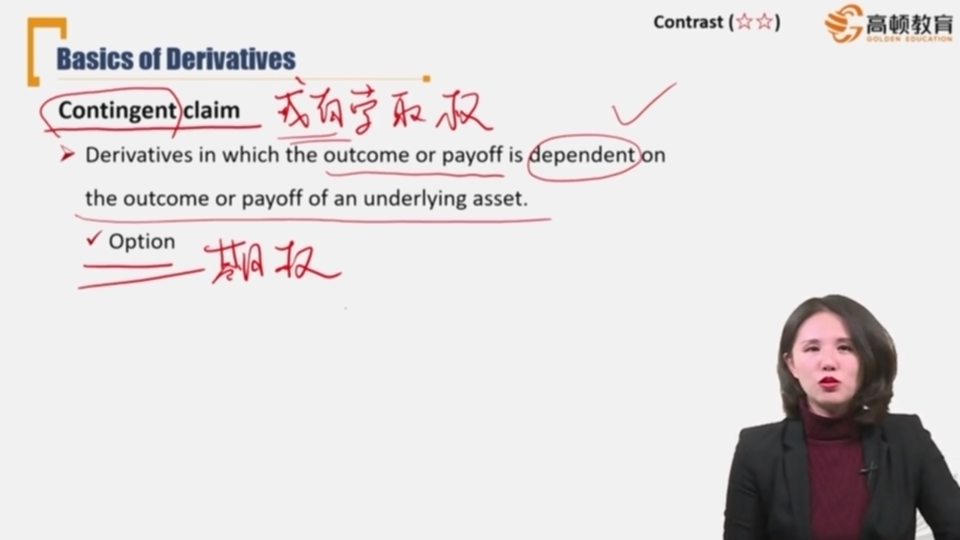 Contrast (☆☆)
高顿教育
GOLDEN EDUCATION
Basics of Derivatives
Contingent claim 或有索取权
➤ Derivatives in which the outcome or payoff is dependent on
the outcome or payoff of an underlying asset.
✓ Option 期权